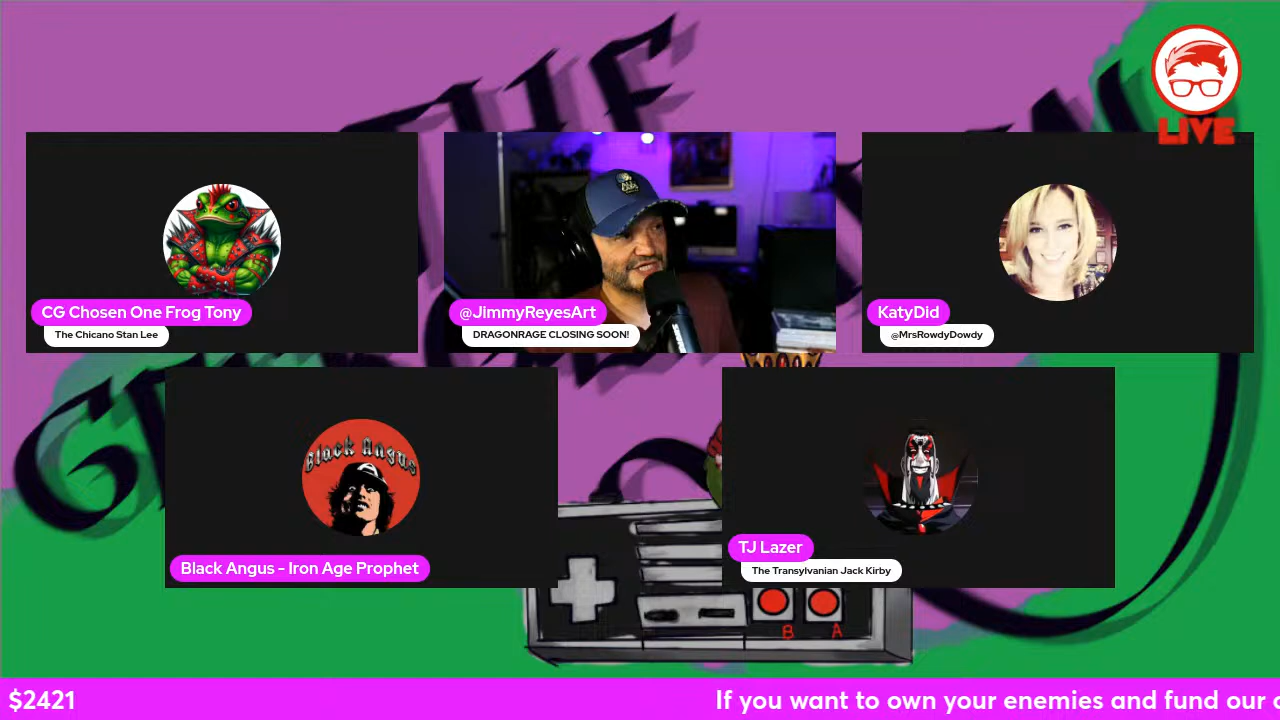 THE
LIVE
CG Chosen One Frog Tony
The Chicano Stan Lee
@JimmyReyesArt
DRAGONRAGE CLOSING SOON!
KatyDid
@MrsRowdyDowdy
Black Angus
Black Angus - Iron Age Prophet
TJ Lazer
The Transylvanian Jack Kirby
B A
$2421
If you want to own your enemies and fund our